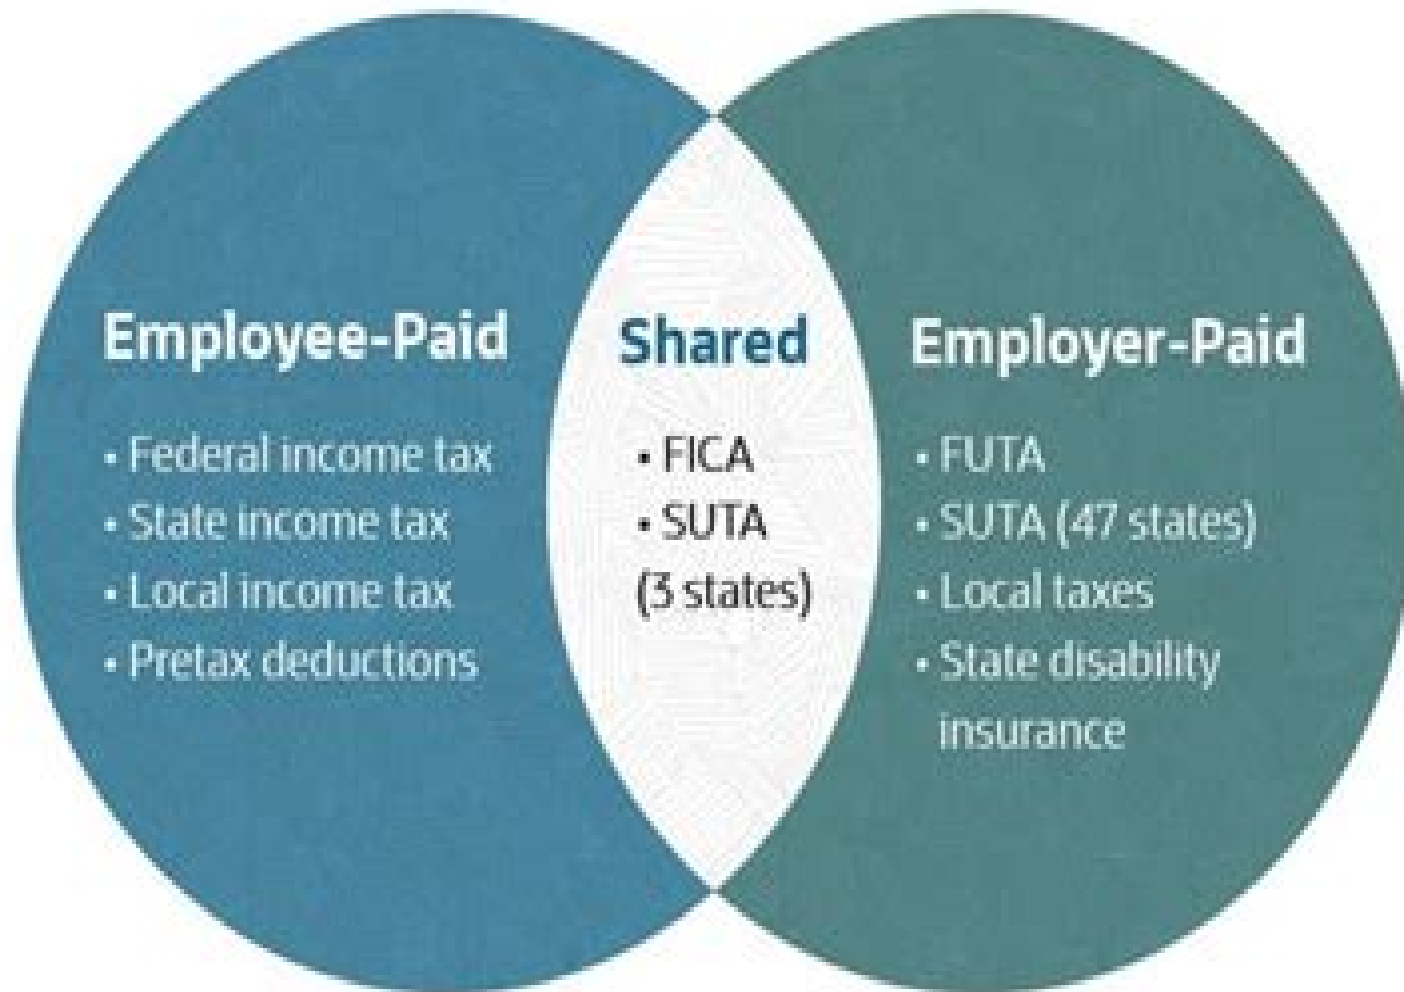 Employee-Paid
• Federal income tax
• State income tax
• Local income tax
• Pretax deductions
Shared
• FICA
• SUTA
(3 states)
Employer-Paid
• FUTA
• SUTA (47 states)
• Local taxes
• State disability
insurance